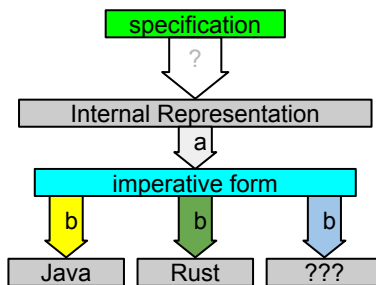 specification
?
Internal Representation
a
imperative form
b b b
Java Rust ???